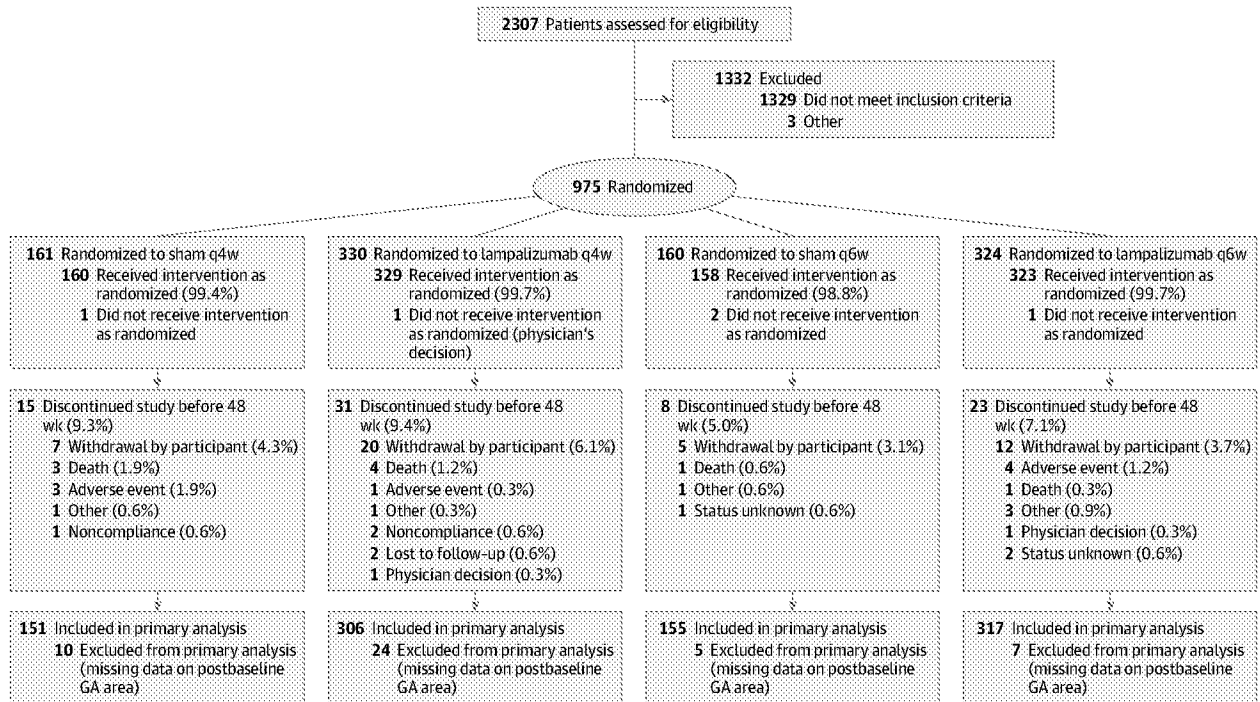 2307 Patients assessed for eligibility
1332 Excluded
1329 Did not meet inclusion criteria
3 Other
975 Randomized
161 Randomized to sham q4w
160 Received intervention as
randomized (99.4%)
1 Did not receive intervention
as randomized
330 Randomized to lampalizumab q4w
329 Received intervention as
randomized (99.7%)
1 Did not receive intervention
as randomized (physician's
decision)
160 Randomized to sham q6w
158 Received intervention as
randomized (98.8%)
2 Did not receive intervention
as randomized
324 Randomized to lampalizumab q6w
323 Received intervention as
randomized (99.7%)
1 Did not receive intervention
as randomized
15 Discontinued study before 48
wk (9.3%)
7 Withdrawal by participant (4.3%)
3 Death (1.9%)
3 Adverse event (1.9%)
1 Other (0.6%)
1 Noncompliance (0.6%)
31 Discontinued study before 48
wk (9.4%)
20 Withdrawal by participant (6.1%)
4 Death (1.2%)
1 Adverse event (0.3%)
1 Other (0.3%)
2 Noncompliance (0.6%)
2 Lost to follow-up (0.6%)
1 Physician decision (0.3%)
8 Discontinued study before 48
wk (5.0%)
5 Withdrawal by participant (3.1%)
1 Death (0.6%)
1 Other (0.6%)
1 Status unknown (0.6%)
23 Discontinued study before 48
wk (7.1%)
12 Withdrawal by participant (3.7%)
4 Adverse event (1.2%)
1 Death (0.3%)
3 Other (0.9%)
1 Physician decision (0.3%)
2 Status unknown (0.6%)
151 Included in primary analysis
10 Excluded from primary analysis
(missing data on postbaseline
GA area)
306 Included in primary analysis
24 Excluded from primary analysis
(missing data on postbaseline
GA area)
155 Included in primary analysis
5 Excluded from primary analysis
(missing data on postbaseline
GA area)
317 Included in primary analysis
7 Excluded from primary analysis
(missing data on postbaseline
GA area)